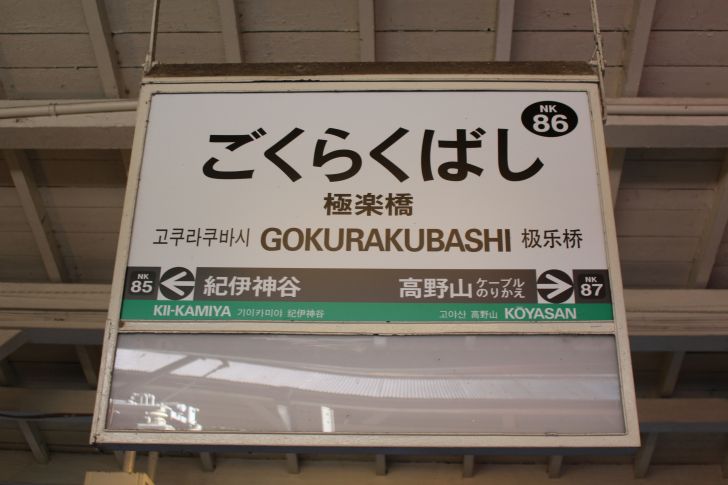 NK
86
ごくらくばし
極楽橋
고쿠라쿠바시 GOKURAKUBASHI 极乐桥
NK
85 紀伊神谷
高野山 ケーブル
のりかえ
NK
87
KII-KAMIYA 기이카미야 纪伊神谷
고야산 高野山 KŌYASAN